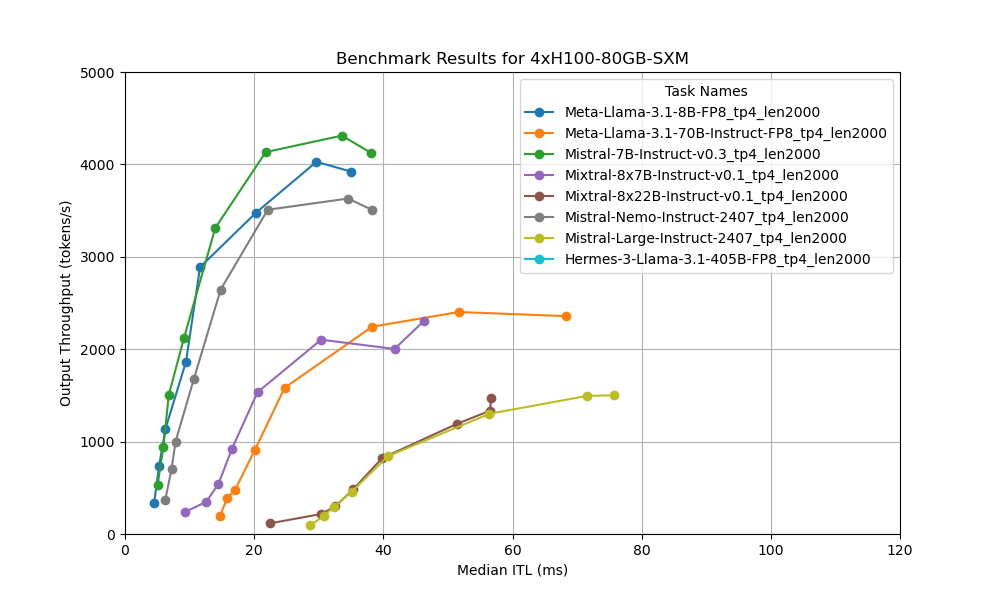 Benchmark Results for 4xH100-80GB-SXM
5000
4000
3000
2000
1000
0
Output Throughput (tokens/s)
Task Names
Meta-Llama-3.1-8B-FP8_tp4_len2000
Meta-Llama-3.1-70B-Instruct-FP8_tp4_len2000
Mistral-7B-Instruct-v0.3_tp4_len2000
Mixtral-8x7B-Instruct-v0.1_tp4_len2000
Mixtral-8x22B-Instruct-v0.1_tp4_len2000
Mistral-Nemo-Instruct-2407_tp4_len2000
Mistral-Large-Instruct-2407_tp4_len2000
Hermes-3-Llama-3.1-405B-FP8_tp4_len2000
0 20 40 60 80 100 120
Median ITL (ms)